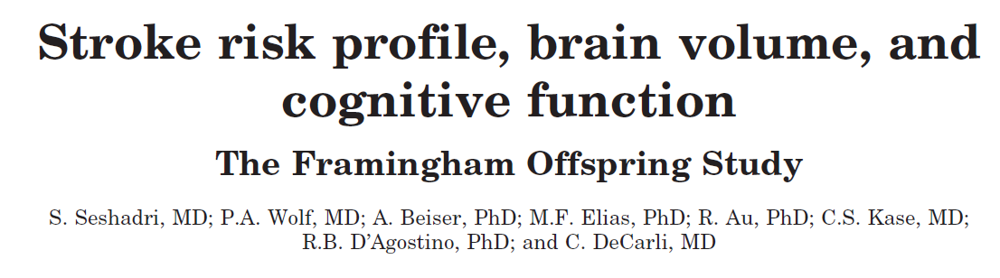 Stroke risk profile, brain volume, and
cognitive function
The Framingham Offspring Study
S. Seshadri, MD; P.A. Wolf, MD; A. Beiser, PhD; M.F. Elias, PhD; R. Au, PhD; C.S. Kase, MD;
R.B. D’Agostino, PhD; and C. DeCarli, MD